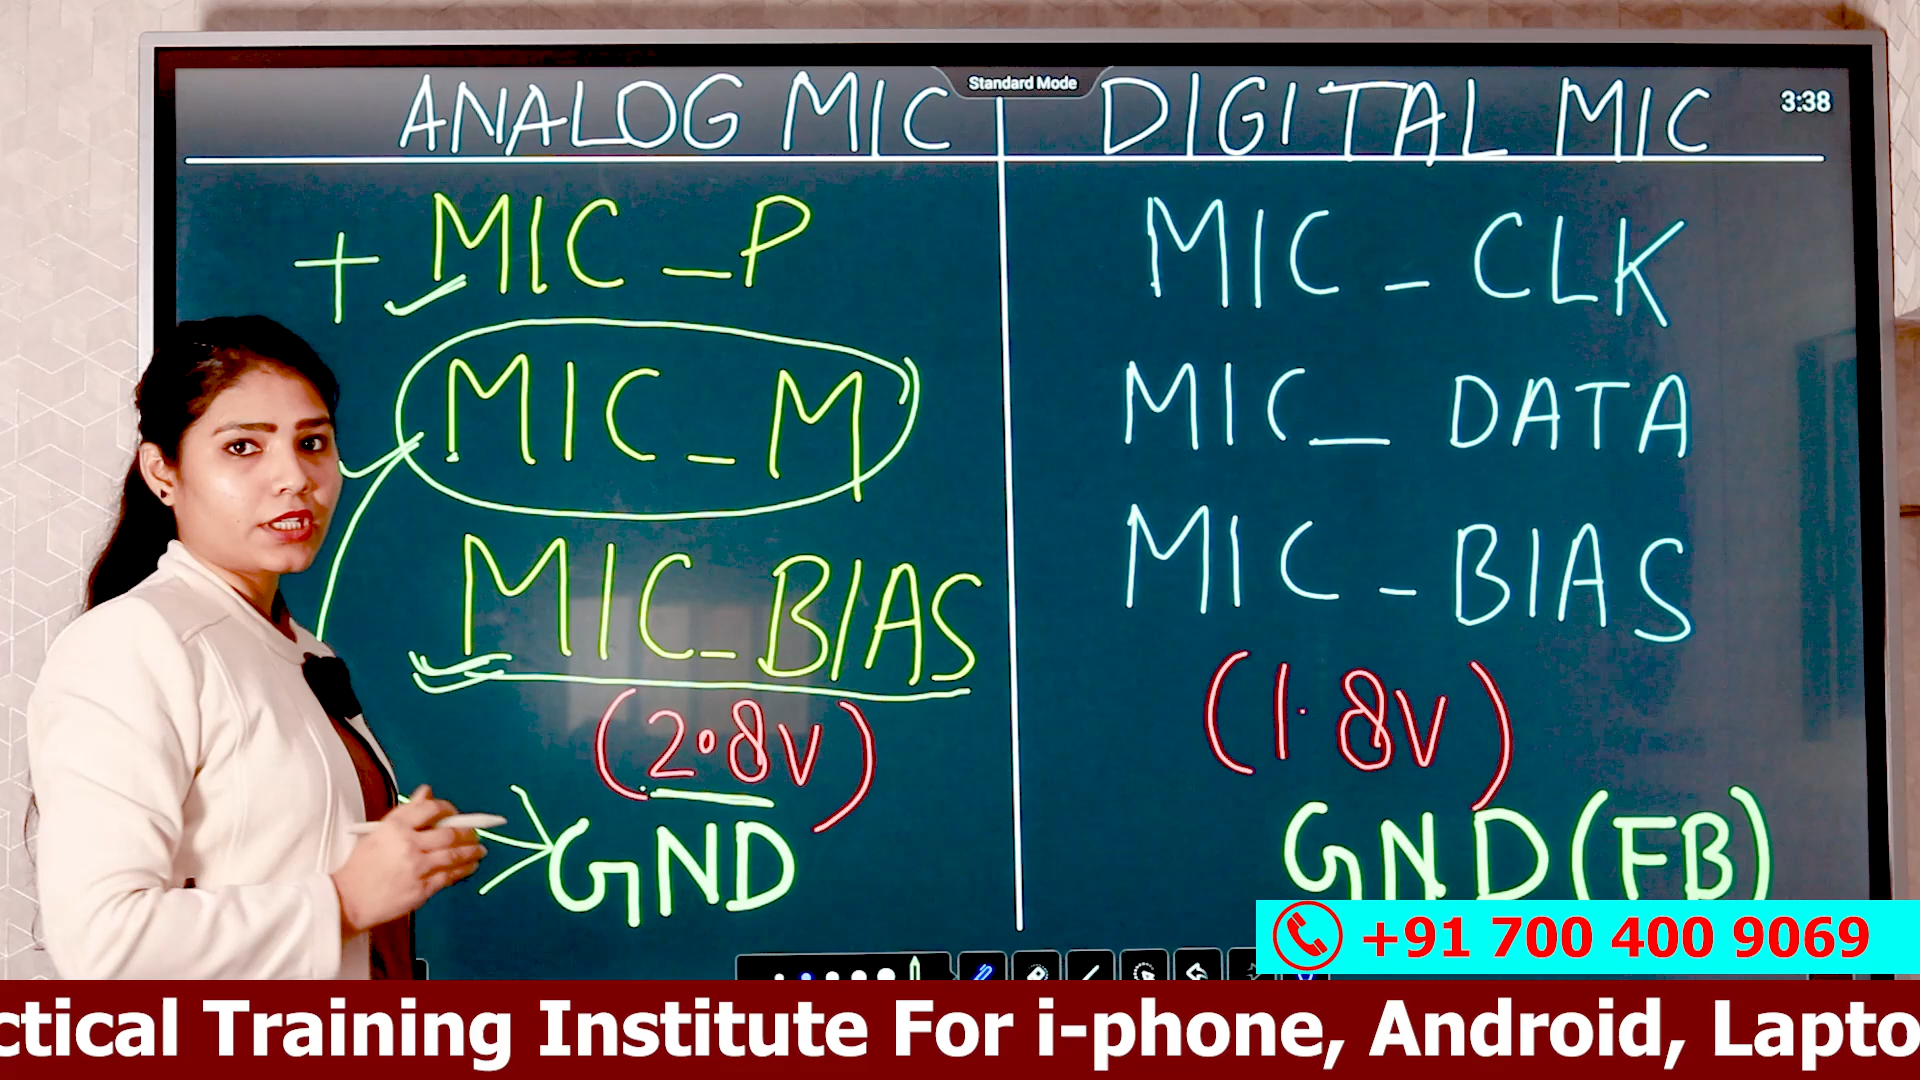 Standard Mode
3:38
ANALOG MIC
DIGITAL MIC
+ MIC_P
MIC_M
MIC_BIAS
(2.8V)
GND
MIC_CLK
MIC_DATA
MIC_BIAS
(1.8V)
GND(FB)
+91 700 400 9069
ctical Training Institute For i-phone, Android, Lapto